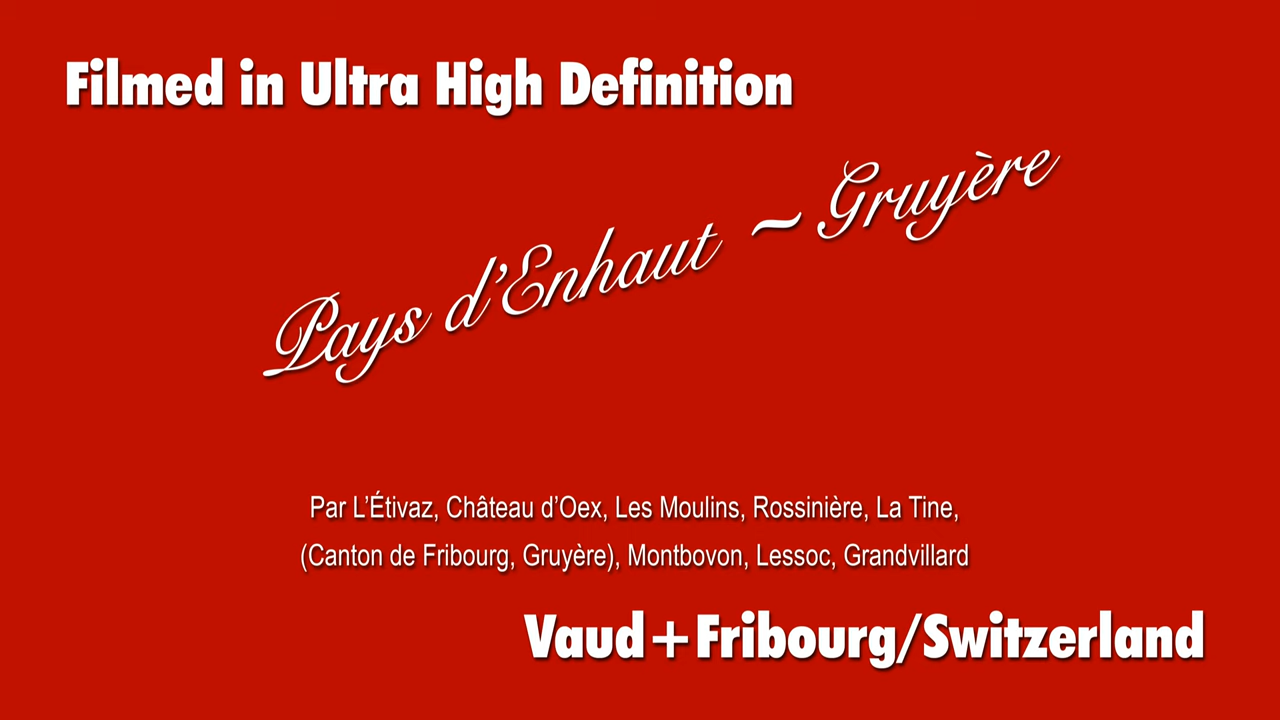 Filmed in Ultra High Definition
Pays d’Enhaut ~ Gruyère
Par L’Étivaz, Château d’Oex, Les Moulins, Rossinière, La Tine,
(Canton de Fribourg, Gruyère), Montbovon, Lessoc, Grandvillard
Vaud+Fribourg/Switzerland